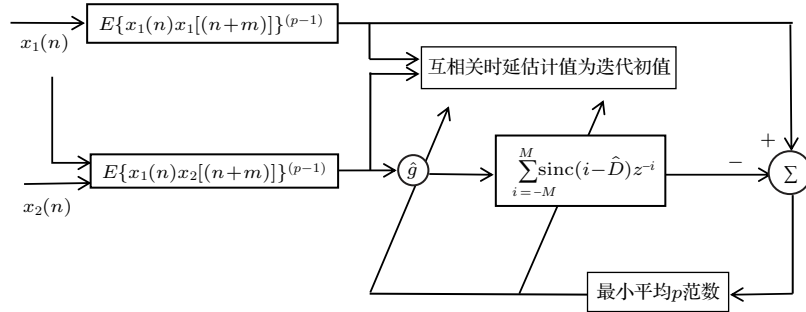 E{x₁(n)x₁[(n+m)]}⁽ᵖ⁻¹⁾
x₁(n)
互相关时延估计值为迭代初值
+
E{x₁(n)x₂[(n+m)]}⁽ᵖ⁻¹⁾
ĝ
M
∑sinc(i−D̂)z⁻ⁱ
i=−M
−
Σ
x₂(n)
最小平均p范数